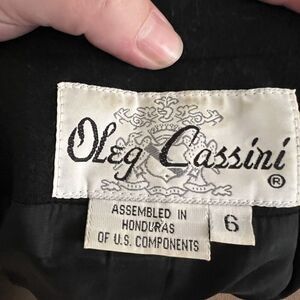 Oleg Cassini
®
ASSEMBLED IN
HONDURAS
OF U.S. COMPONENTS
6